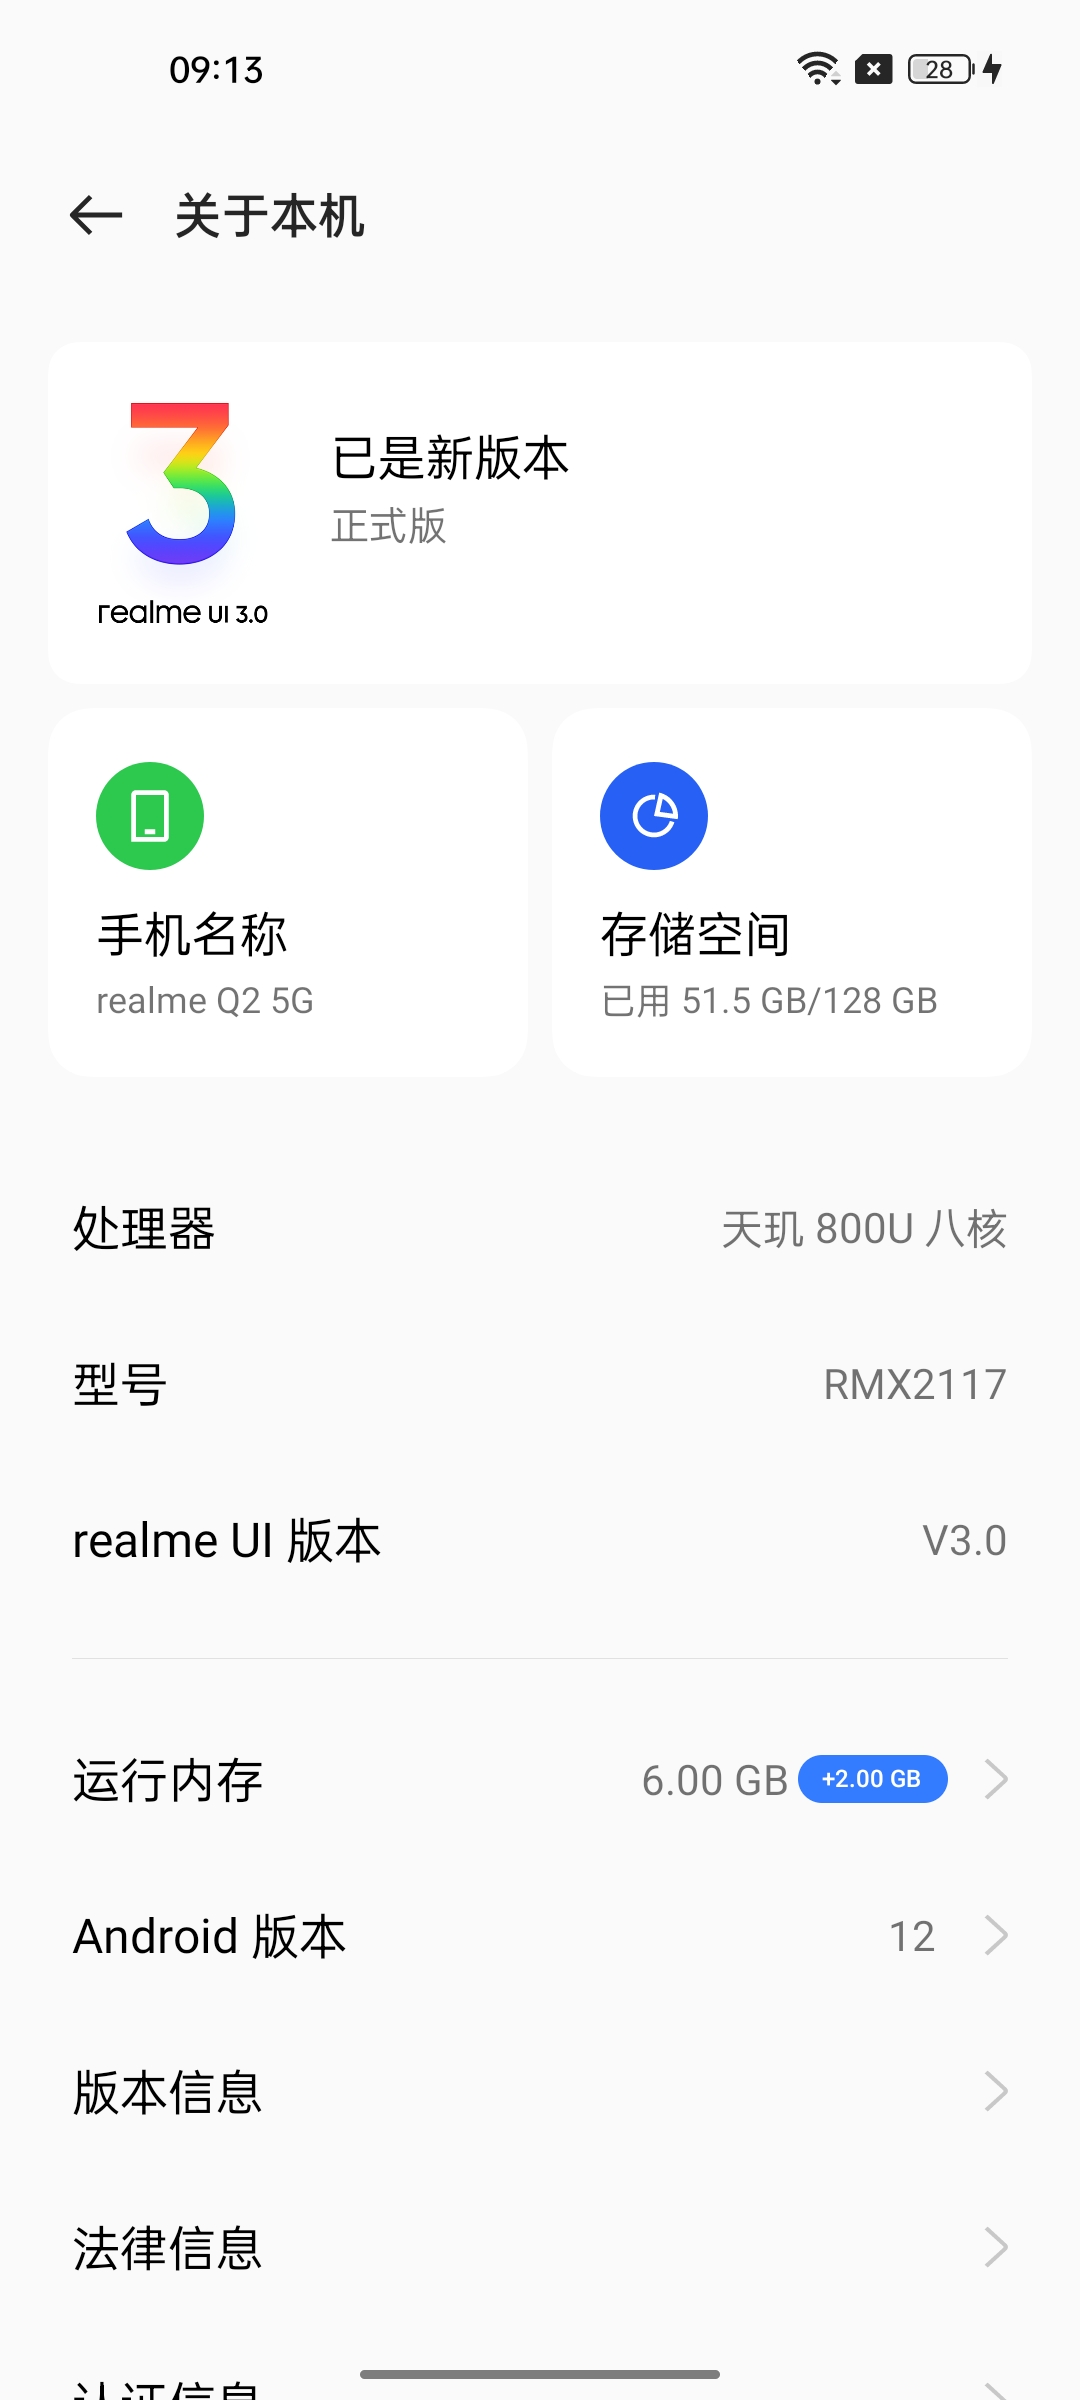 09:13
28
关于本机
已是新版本
正式版
realme UI 3.0
手机名称
realme Q2 5G
存储空间
已用 51.5 GB/128 GB
处理器
天玑 800U 八核
型号
RMX2117
realme UI 版本
V3.0
运行内存
6.00 GB +2.00 GB
Android 版本
12
版本信息
法律信息
认证信息